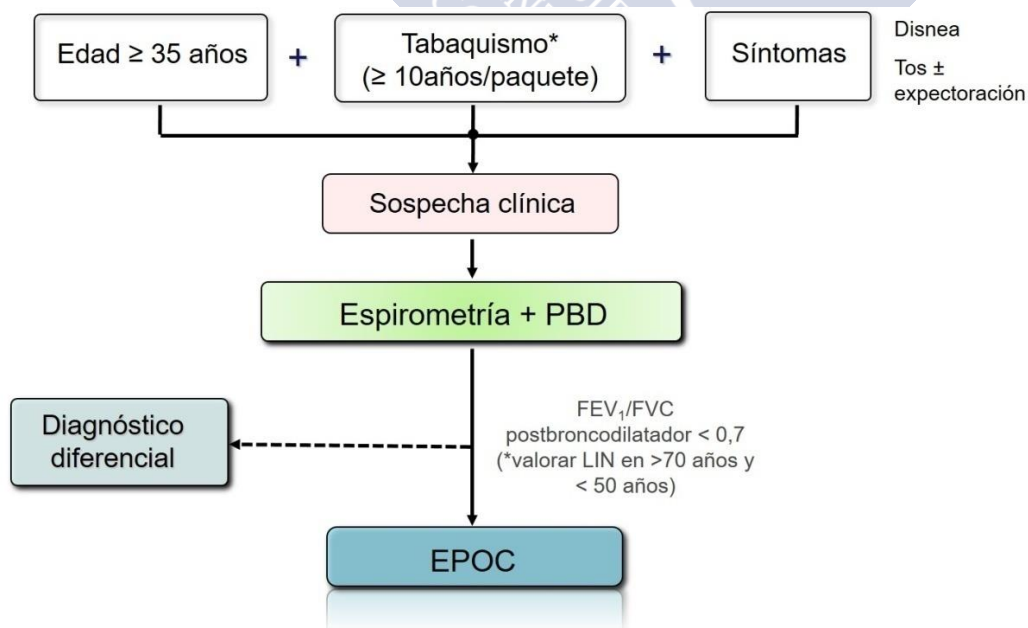 Edad ≥ 35 años
+
Tabaquismo*
(≥ 10años/paquete)
+
Síntomas
Disnea
Tos ±
expectoración
Sospecha clínica
Espirometría + PBD
Diagnóstico
diferencial
FEV₁/FVC
postbroncodilatador < 0,7
(*valorar LIN en >70 años y
< 50 años)
EPOC